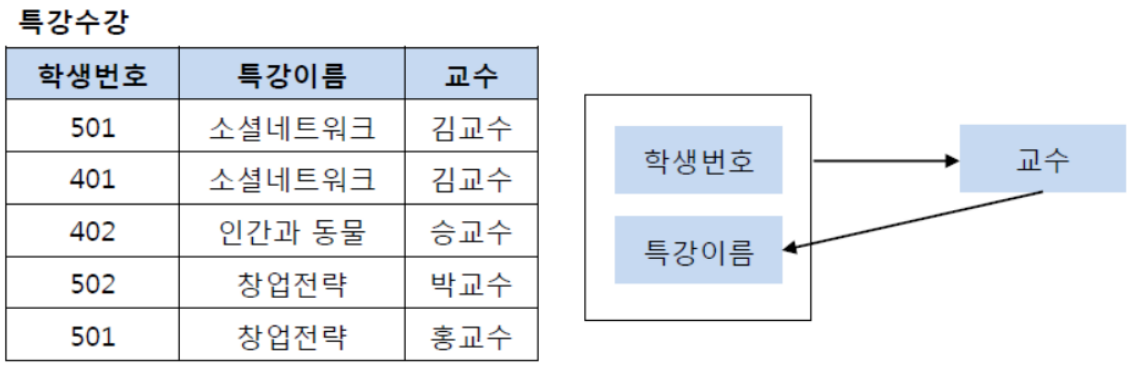 특강수강
학생번호 특강이름 교수
501 소셜네트워크 김교수
401 소셜네트워크 김교수
402 인간과 동물 승교수
502 창업전략 박교수
501 창업전략 홍교수
학생번호 교수
특강이름